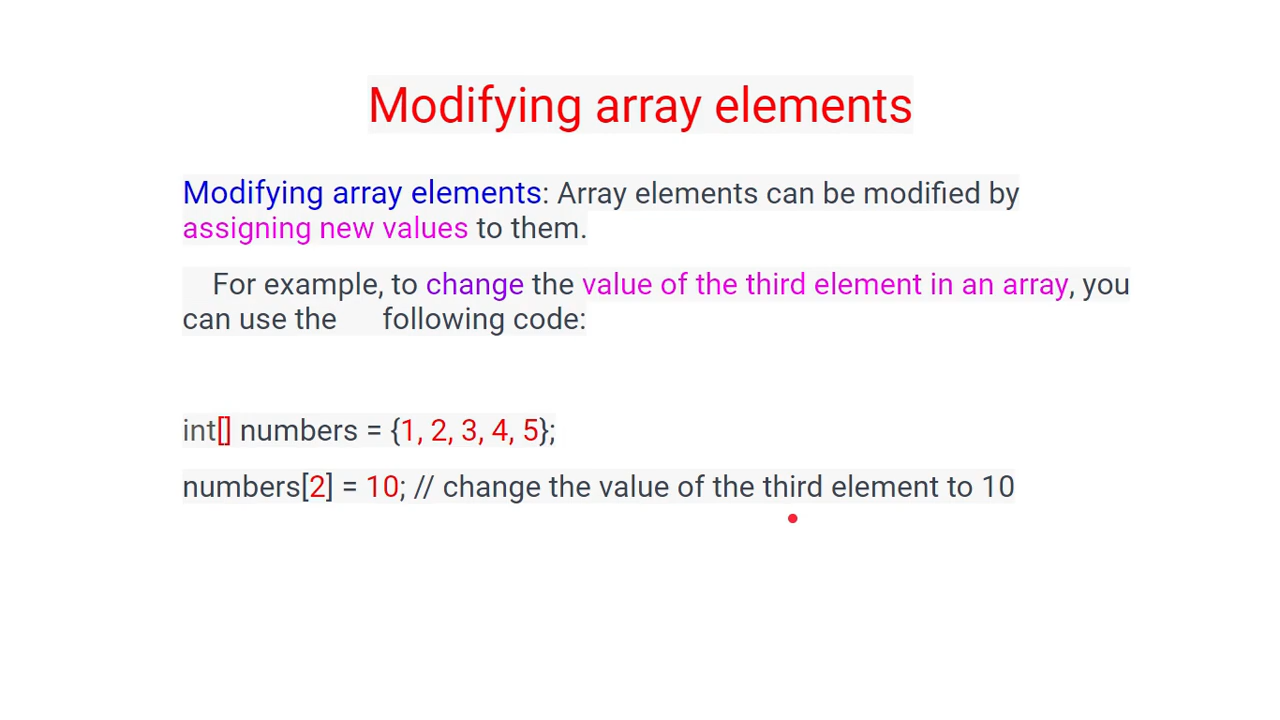 Modifying array elements
Modifying array elements: Array elements can be modified by
assigning new values to them.
For example, to change the value of the third element in an array, you
can use the following code:
int[] numbers = {1, 2, 3, 4, 5};
numbers[2] = 10; // change the value of the third element to 10